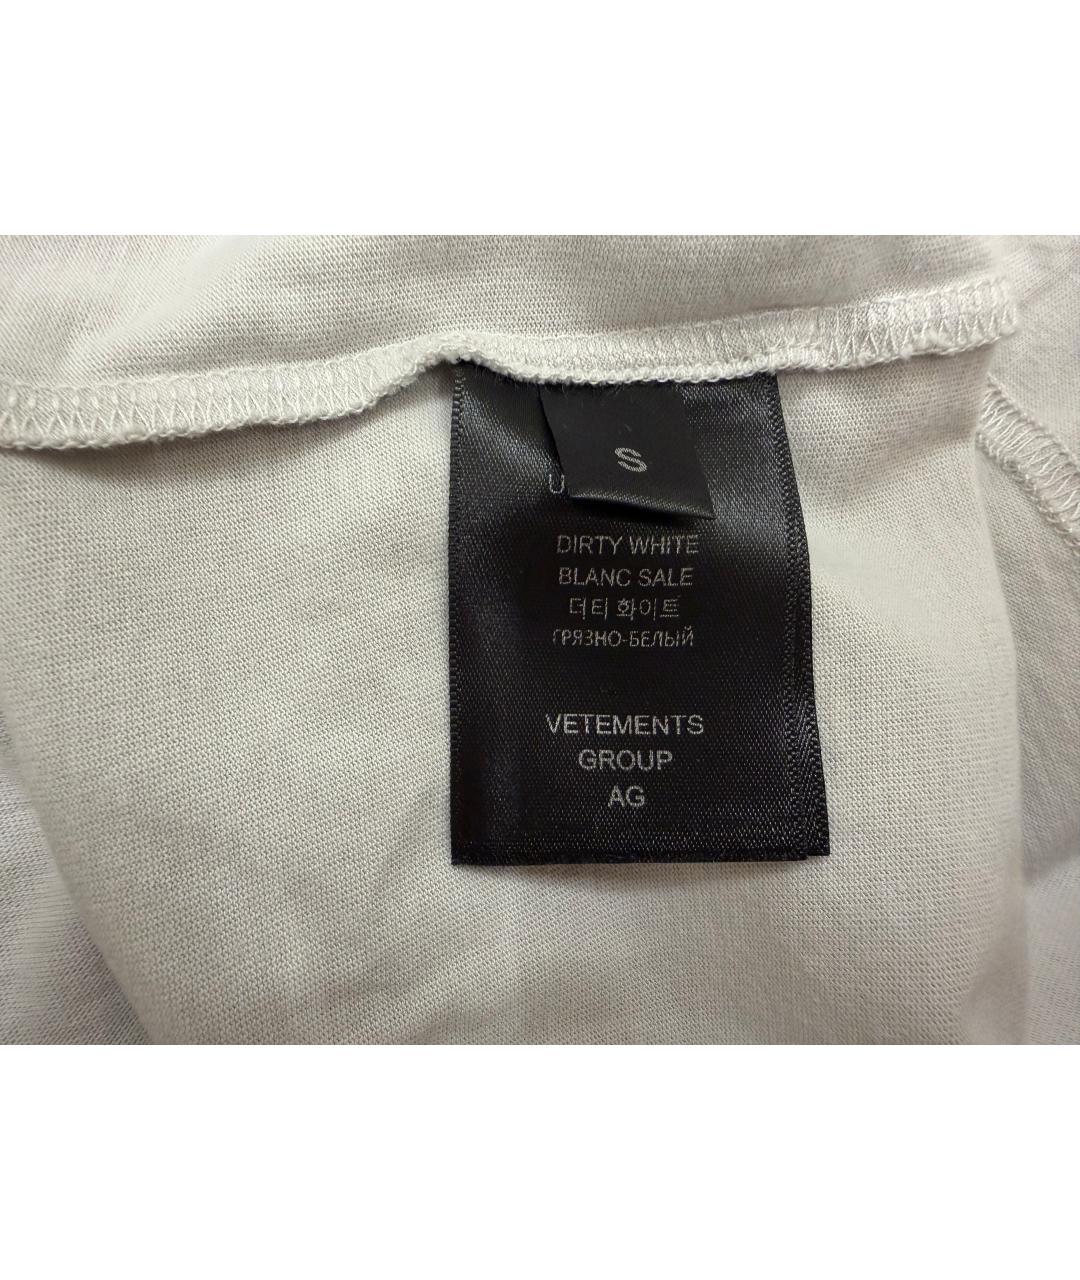 S
DIRTY WHITE
BLANC SALE
더티 화이트
ГРЯЗНО-БЕЛЫЙ
VETEMENTS
GROUP
AG